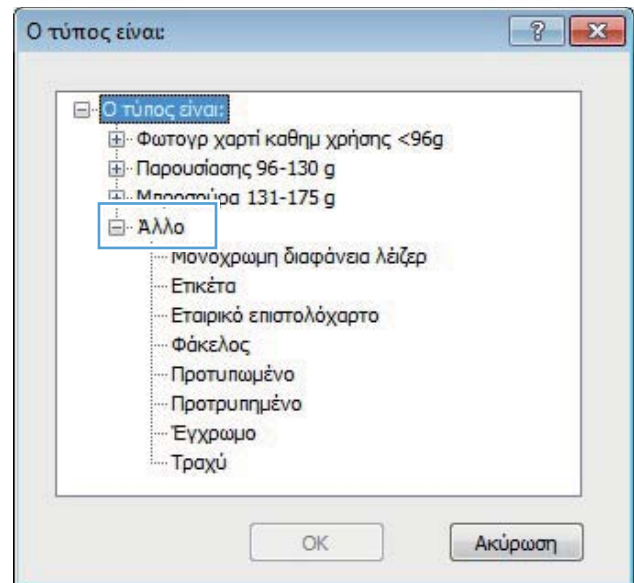 Ο τύπος είναι:
Ο τύπος είναι:
Φωτογρ χαρτί καθημ χρήσης <96g
Παρουσίασης 96-130 g
Μπροσούρα 131-175 g
Άλλο
Μονόχρωμη διαφάνεια λέιζερ
Ετικέτα
Εταιρικό επιστολόχαρτο
Φάκελος
Προτυπωμένο
Προτρυπημένο
Έγχρωμο
Τραχύ
OK
Ακύρωση